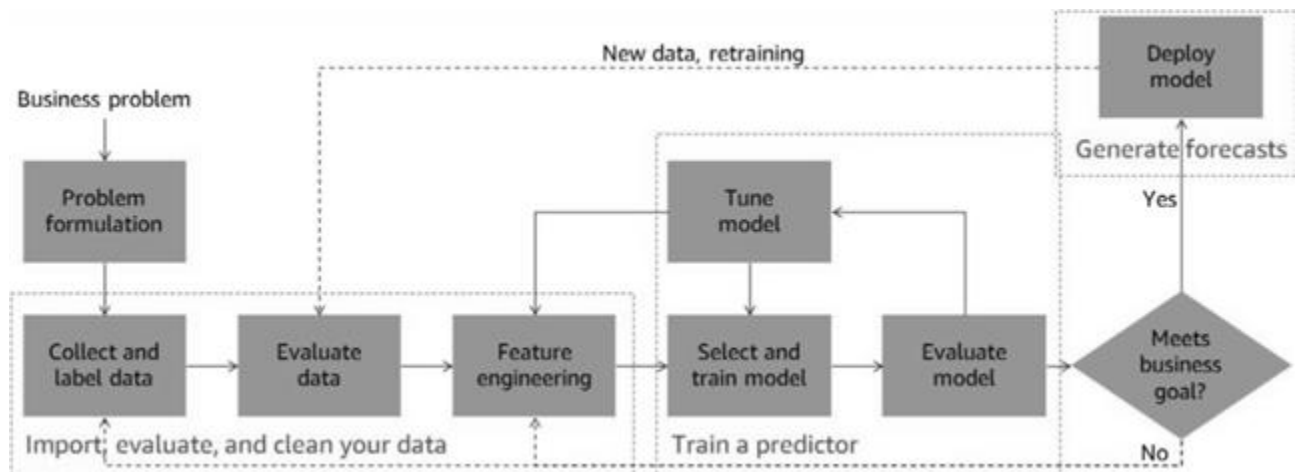 New data, retraining
Deploy
model
Business problem
Generate forecasts
Problem
formulation
Tune
model
Yes
Collect and
label data
Evaluate
data
Feature
engineering
Select and
train model
Evaluate
model
Meets
business
goal?
Import, evaluate, and clean your data
Train a predictor
No